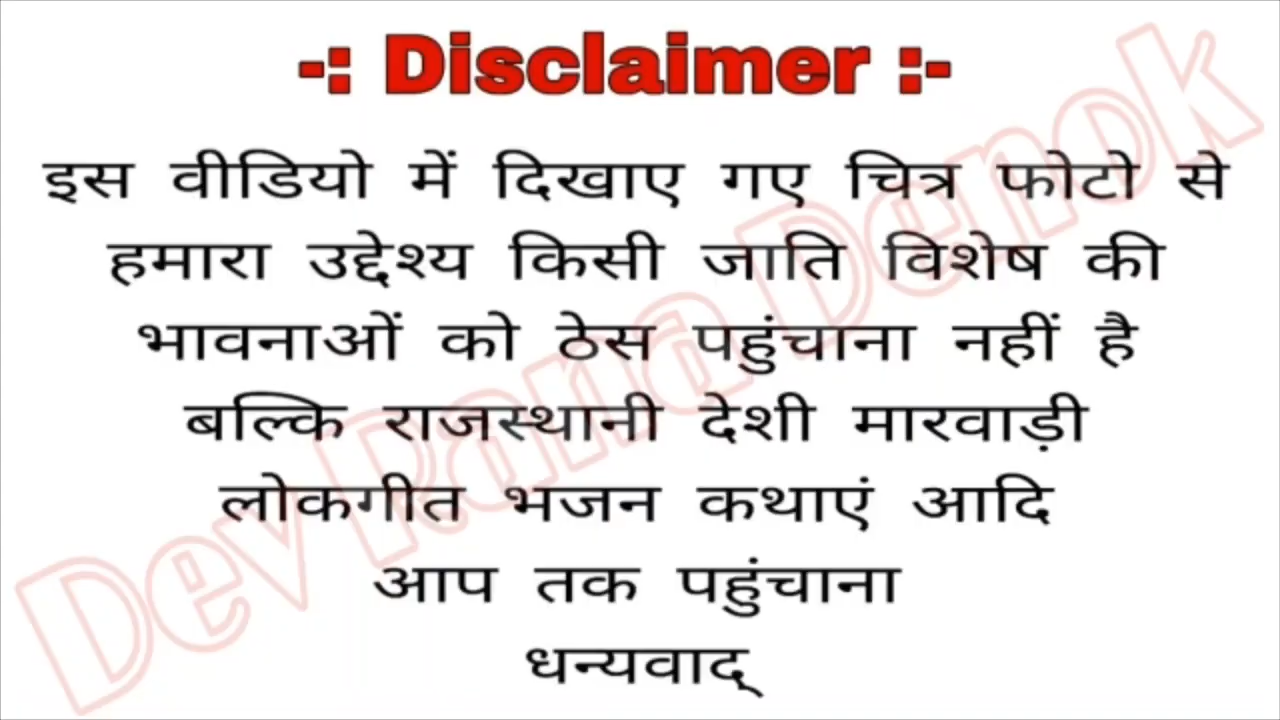 -: Disclaimer :-
इस वीडियो में दिखाए गए चित्र फोटो से
हमारा उद्देश्य किसी जाति विशेष की
भावनाओं को ठेस पहुंचाना नहीं है
बल्कि राजस्थानी देशी मारवाड़ी
लोकगीत भजन कथाएं आदि
आप तक पहुंचाना
धन्यवाद्
Dev Rana Denok